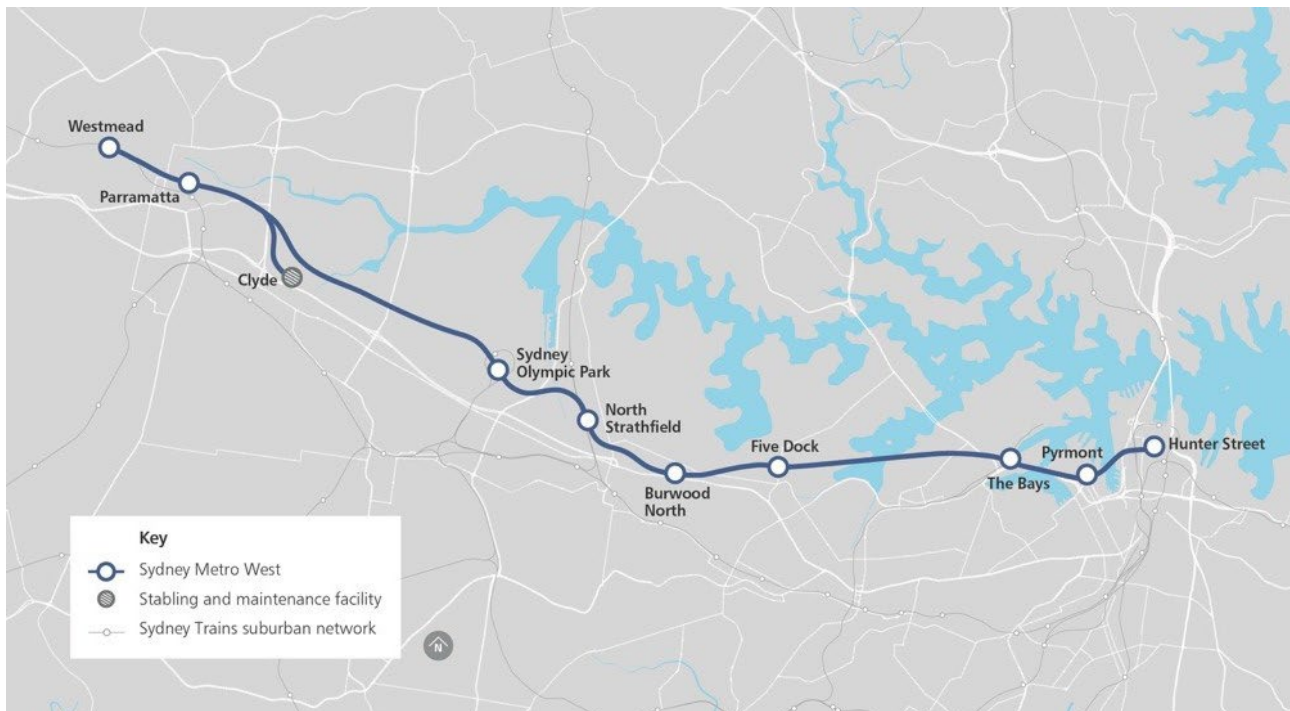 Westmead
Parramatta
Clyde
Sydney
Olympic Park
North
Strathfield
Burwood
North
Five Dock
The Bays
Pyrmont
Hunter Street
Key
Sydney Metro West
Stabling and maintenance facility
Sydney Trains suburban network
N